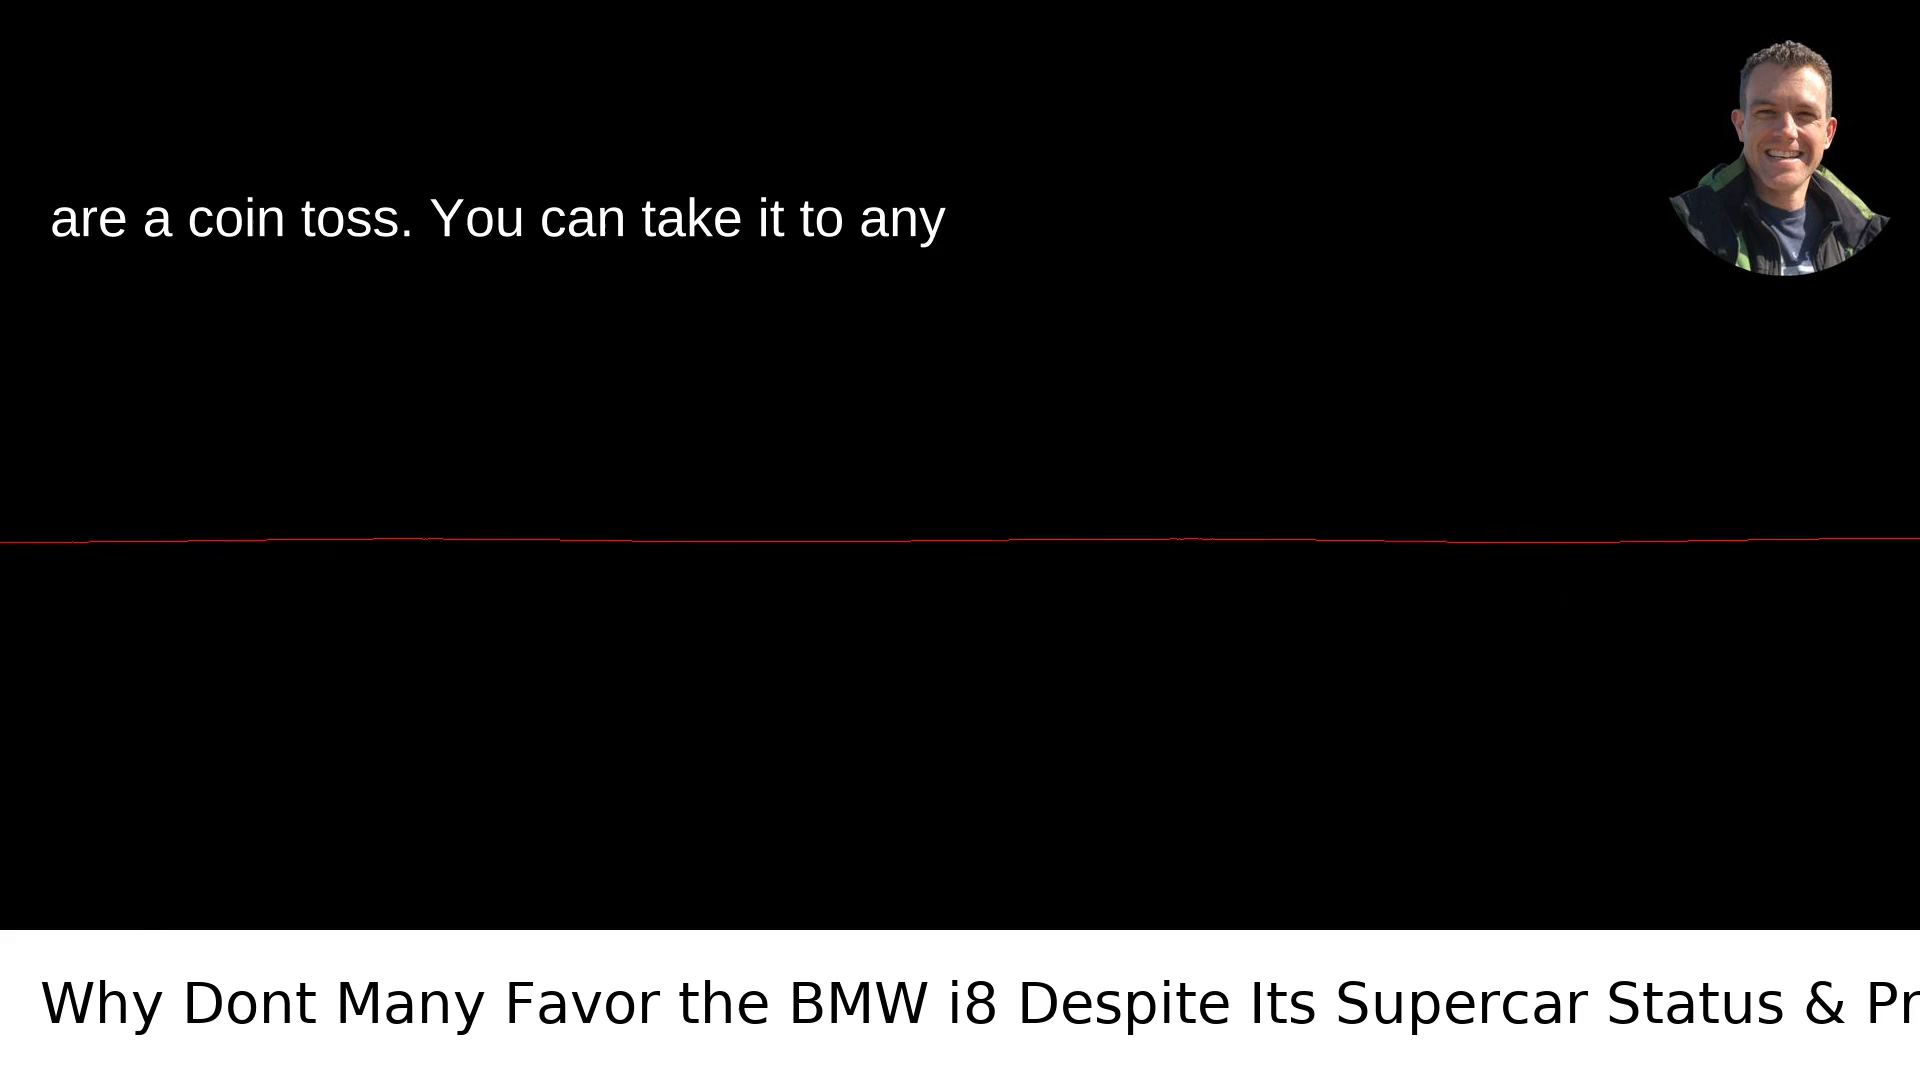 are a coin toss. You can take it to any
Why Dont Many Favor the BMW i8 Despite Its Supercar Status & Pr